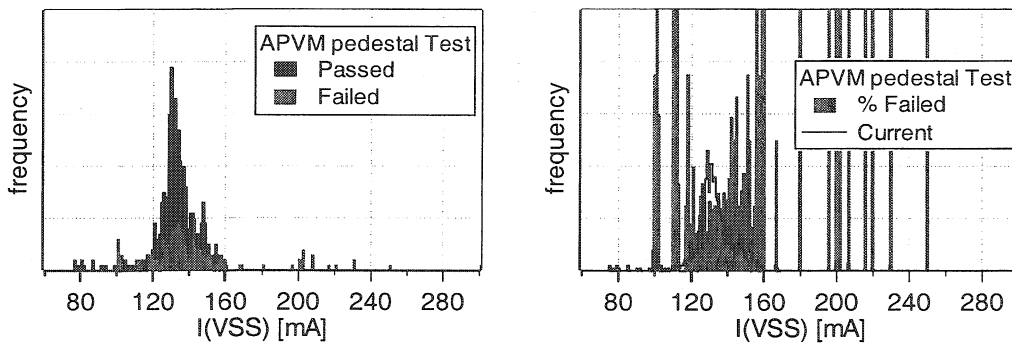 frequency
APVM pedestal Test
Passed
Failed
80 120 160 200 240 280
I(VSS) [mA]
frequency
APVM pedestal Test
% Failed
Current
80 120 160 200 240 280
I(VSS) [mA]